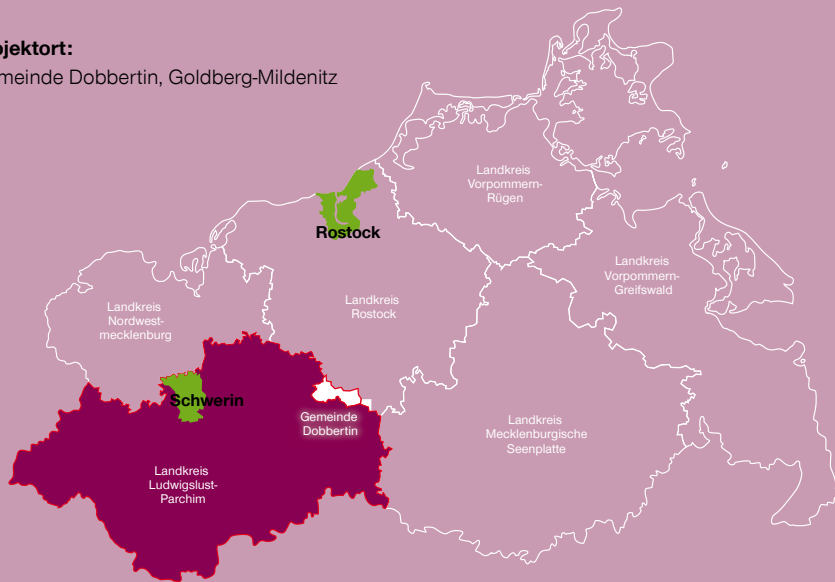 jektort:
meinde Dobbertin, Goldberg-Mildenitz
Landkreis
Vorpommern-
Rügen
Rostock
Landkreis
Vorpommern-
Greifswald
Landkreis
Nordwest-
mecklenburg
Landkreis
Rostock
Schwerin
Gemeinde
Dobbertin
Landkreis
Mecklenburgische
Seenplatte
Landkreis
Ludwigslust-
Parchim